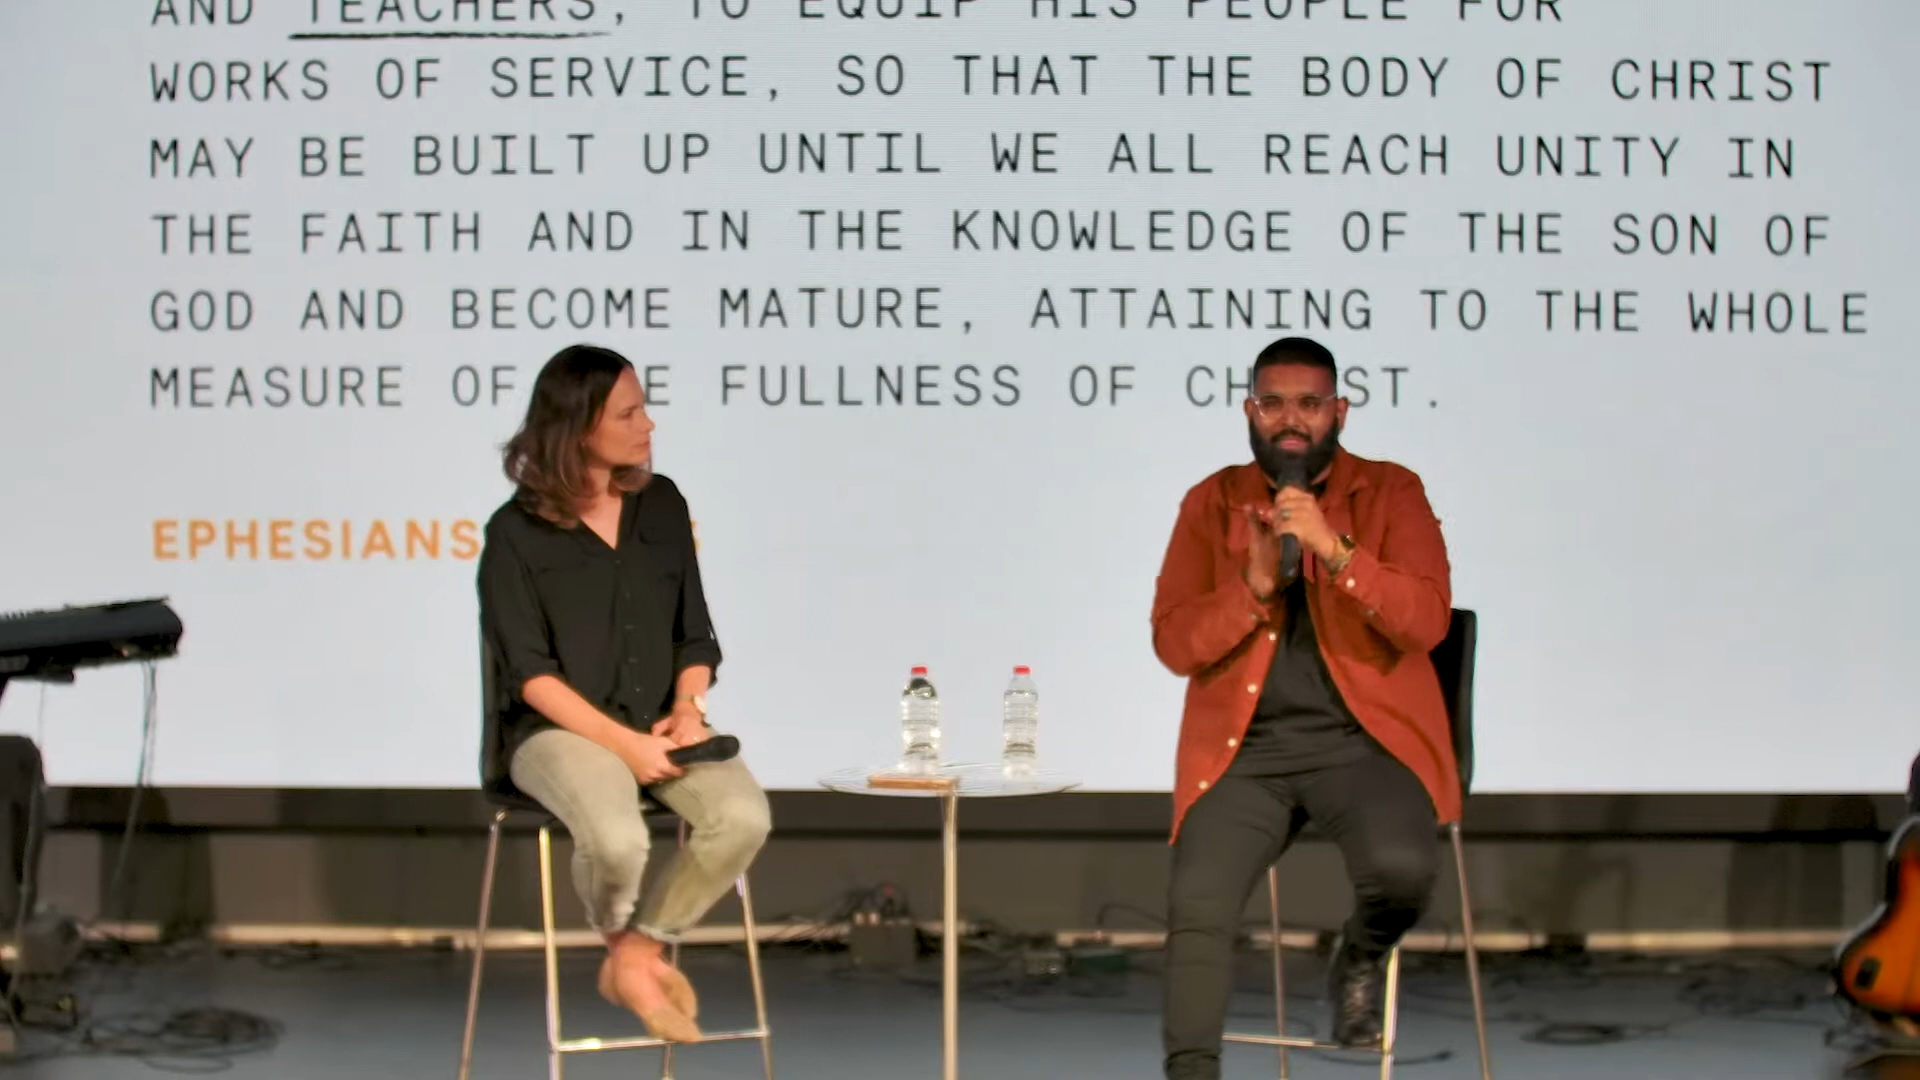 AND TEACHERS, TO EQUIP HIS PEOPLE FOR
WORKS OF SERVICE, SO THAT THE BODY OF CHRIST
MAY BE BUILT UP UNTIL WE ALL REACH UNITY IN
THE FAITH AND IN THE KNOWLEDGE OF THE SON OF
GOD AND BECOME MATURE, ATTAINING TO THE WHOLE
MEASURE OF FULLNESS OF
EPHESIANS